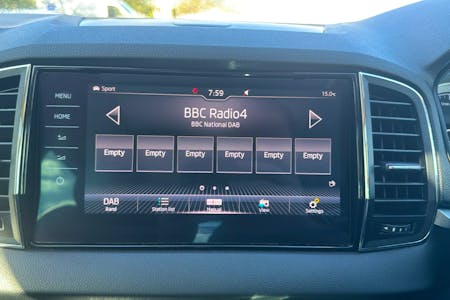 Sport 7:59 15.0c
MENU
BBC Radio4
HOME
BBC National DAB
Empty Empty Empty Empty Empty Empty
DAB
Band Station list Manual View Settings